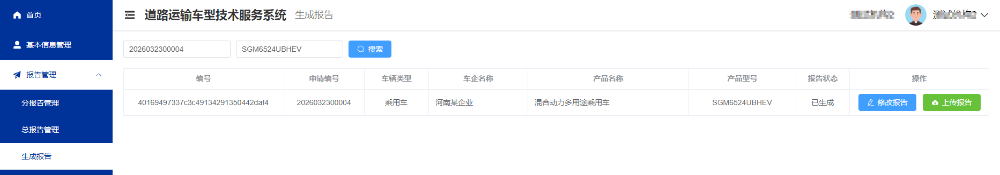 首页
道路运输车型技术服务系统 生成报告
基本信息管理
2026032300004 SGM6524UBHEV 搜索
报告管理
编号 申请编号 车辆类型 车企名称 产品名称 产品型号 报告状态 操作
分报告管理
40169497337c3c49134291350442daf4 2026032300004 乘用车 河南某企业 混合动力多用途乘用车 SGM6524UBHEV 已生成 修改报告 上传报告
总报告管理
生成报告